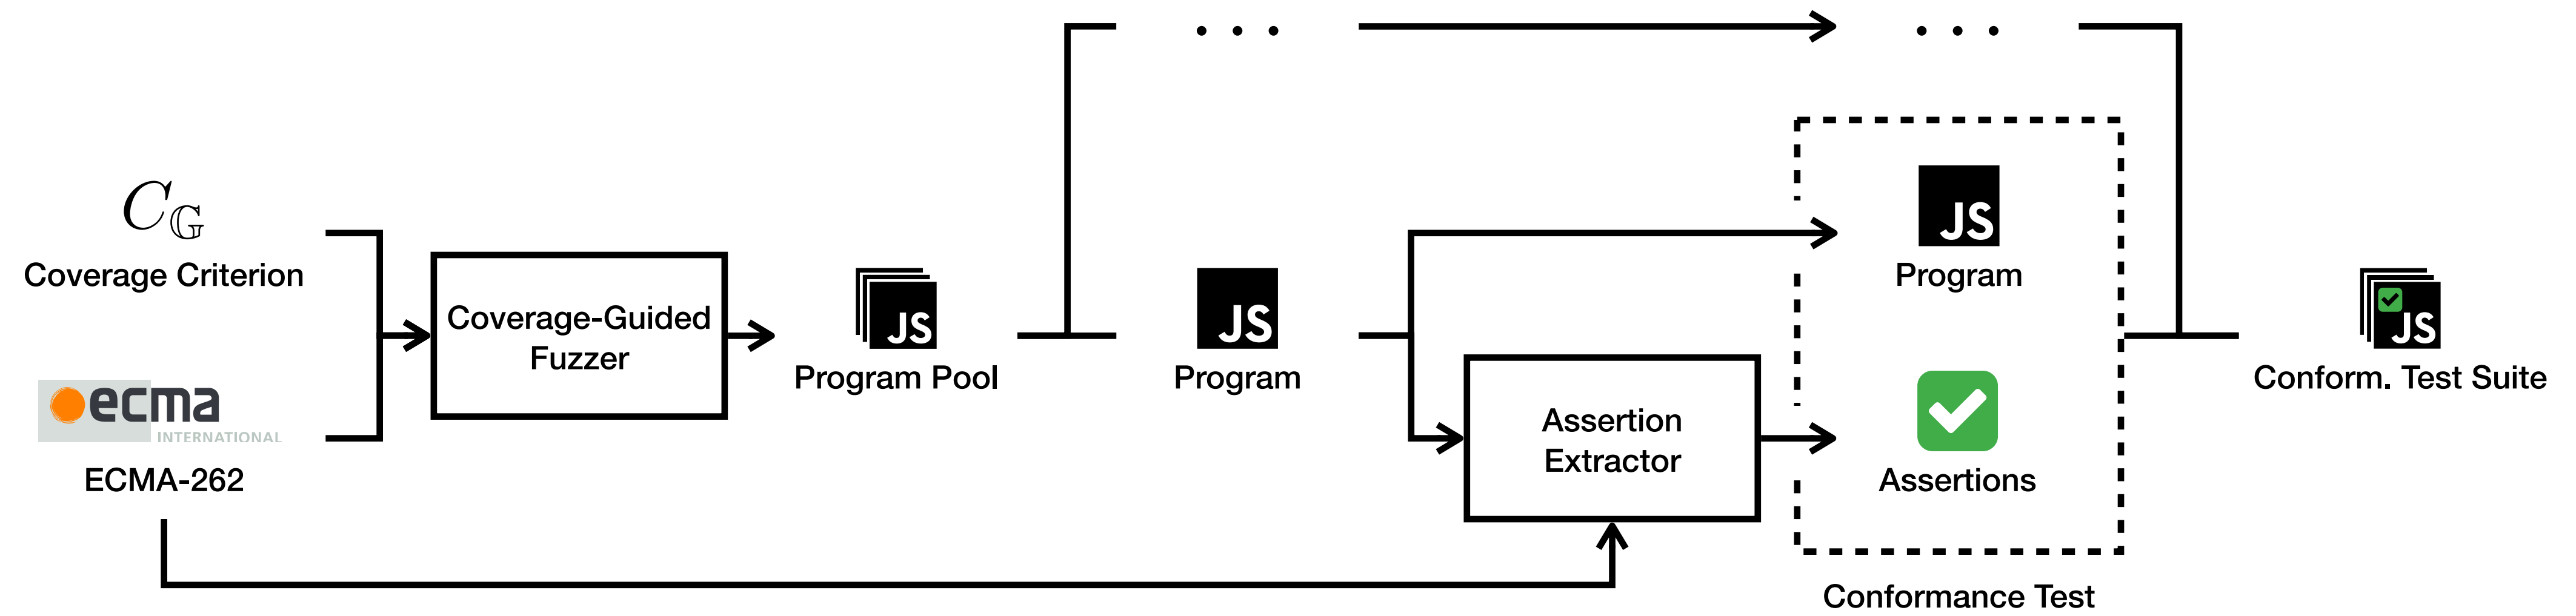 . . .
. . .
C_𝔾
Coverage Criterion
ecma
INTERNATIONAL
ECMA-262
Coverage-Guided
Fuzzer
JS
Program Pool
JS
Program
Assertion
Extractor
JS
Program
Assertions
Conformance Test
JS
Conform. Test Suite